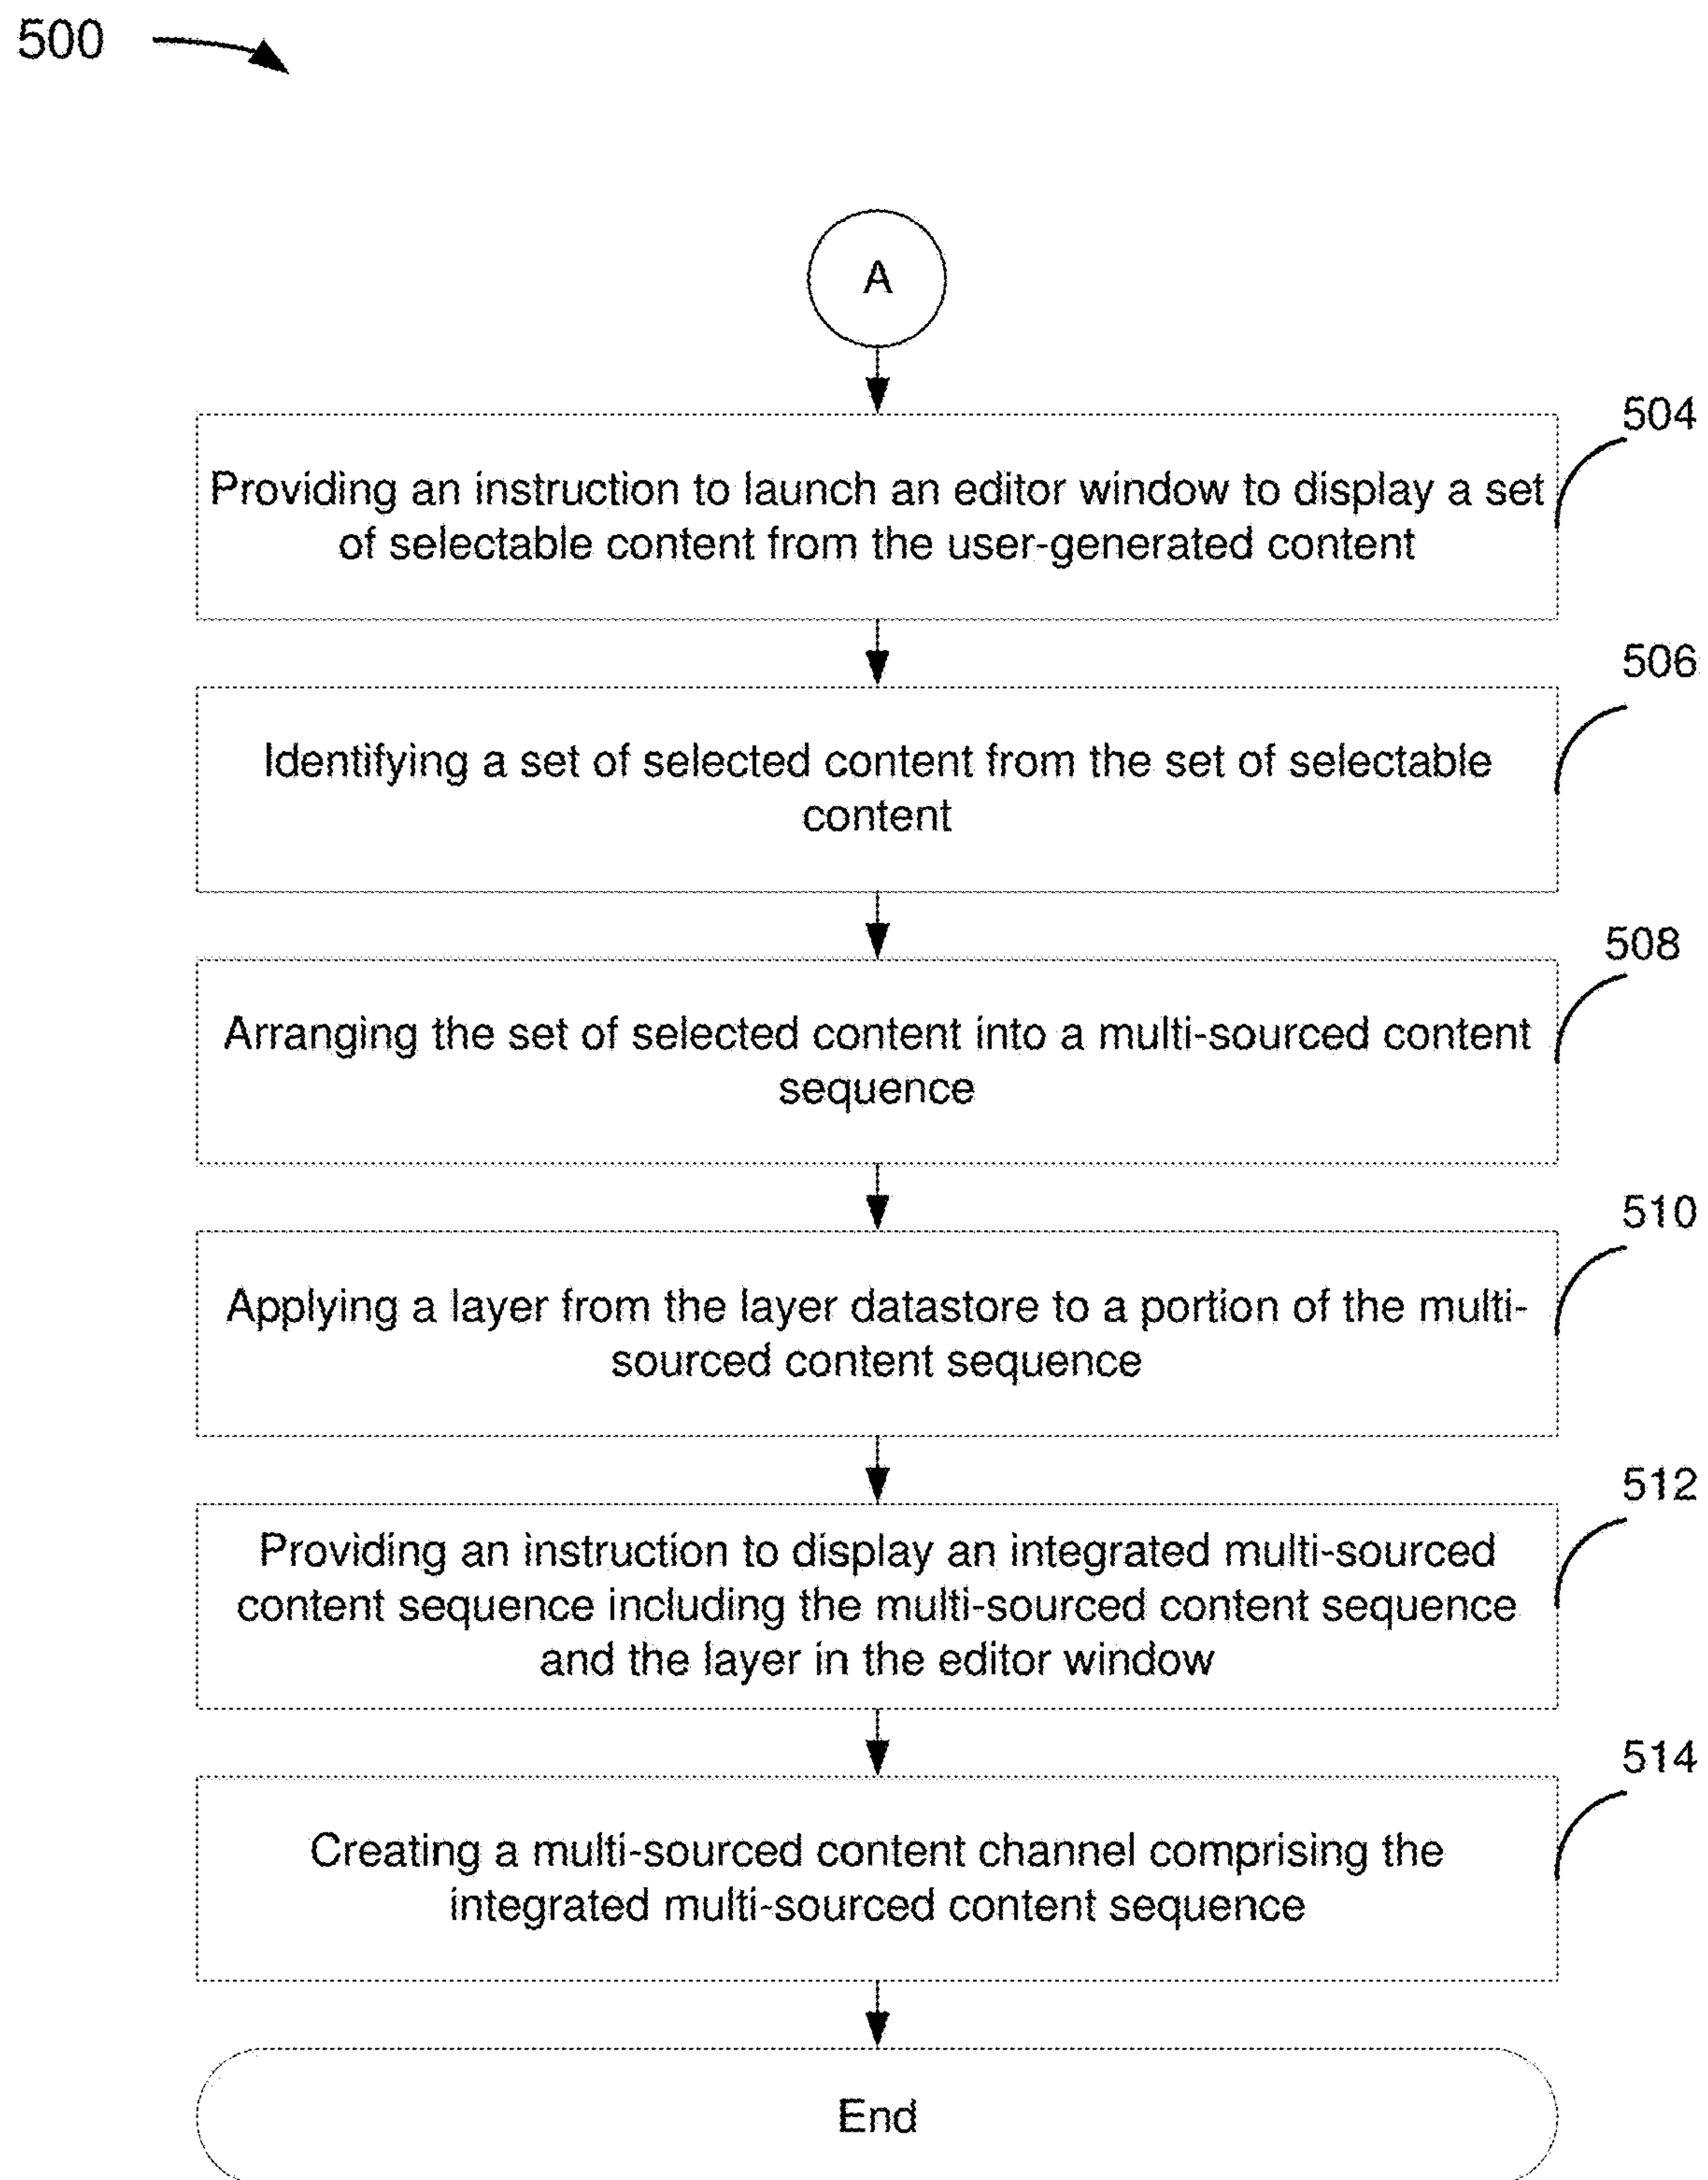 500
A
504
Providing an instruction to launch an editor window to display a set
of selectable content from the user-generated content
506
Identifying a set of selected content from the set of selectable
content
508
Arranging the set of selected content into a multi-sourced content
sequence
510
Applying a layer from the layer datastore to a portion of the multi-
sourced content sequence
512
Providing an instruction to display an integrated multi-sourced
content sequence including the multi-sourced content sequence
and the layer in the editor window
514
Creating a multi-sourced content channel comprising the
integrated multi-sourced content sequence
End